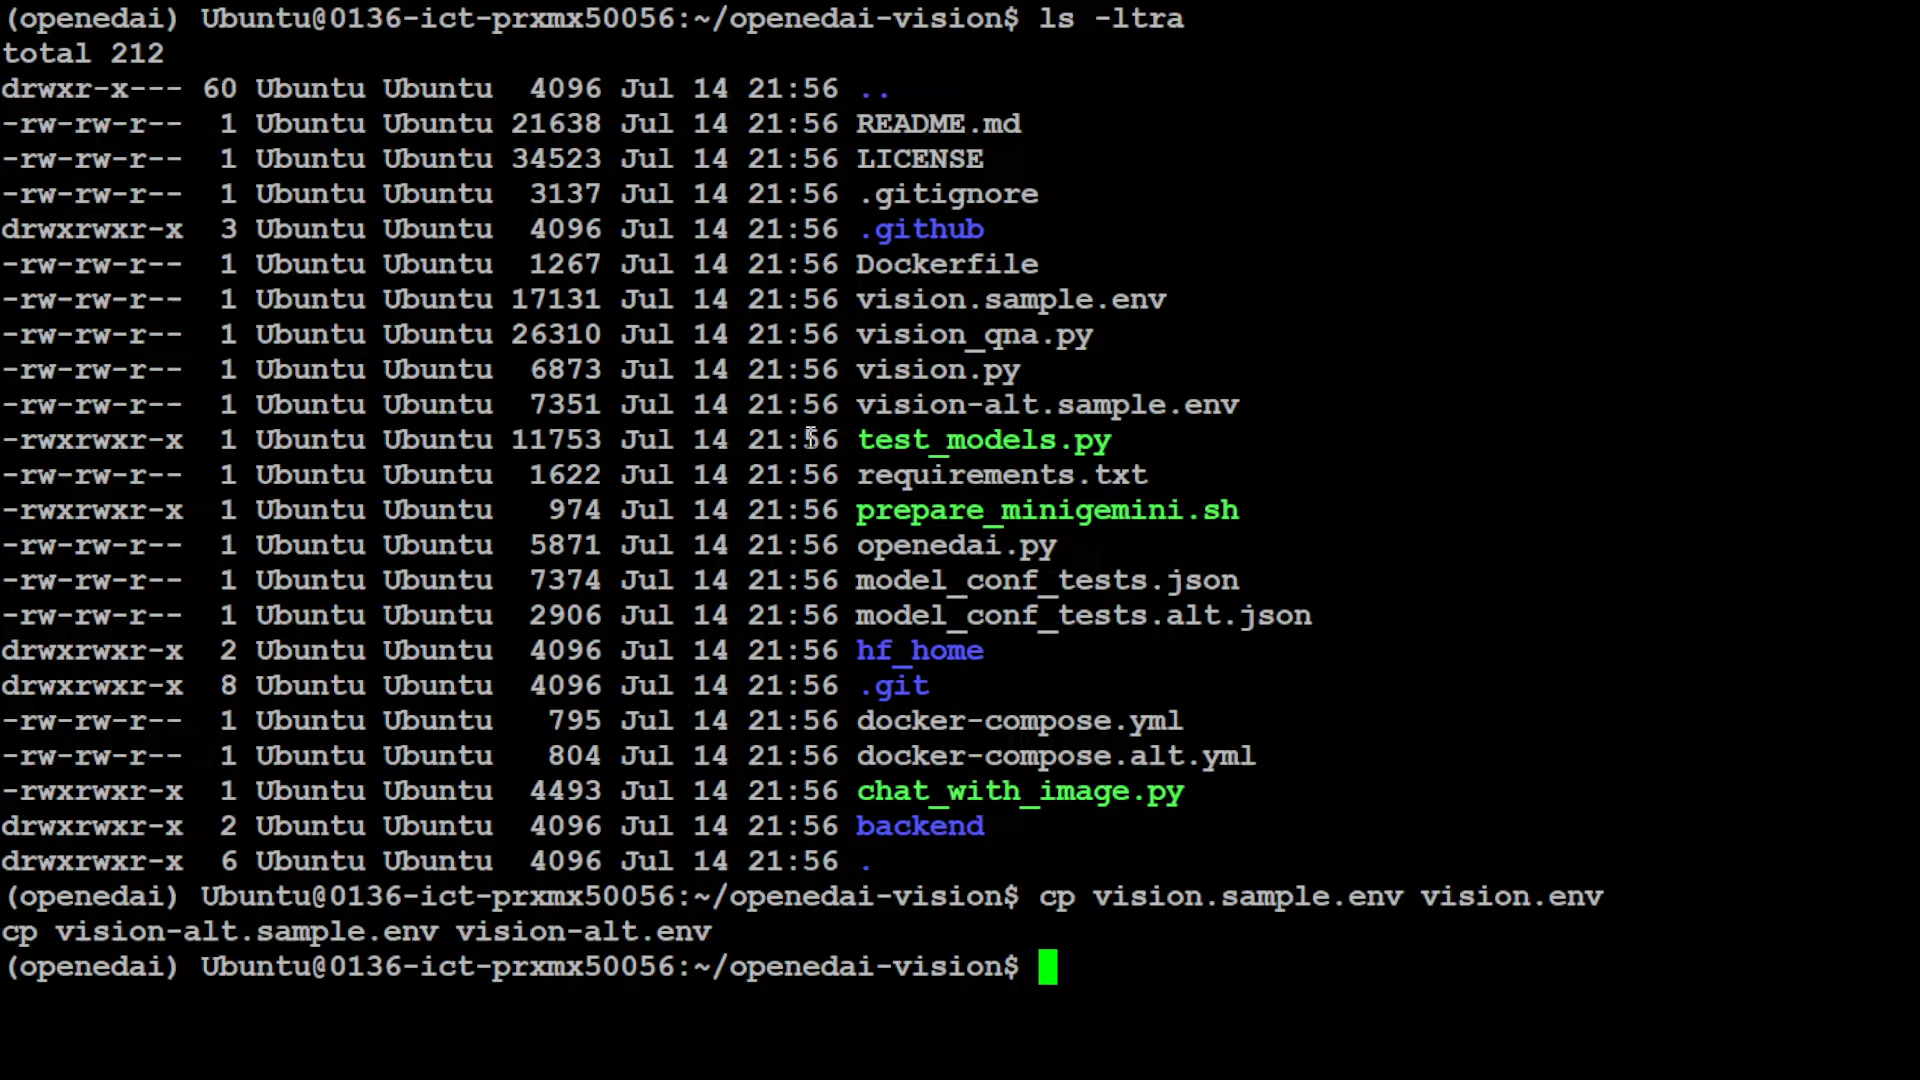 (openedai) Ubuntu@0136-ict-prxmx50056:~/openedai-vision$ ls -ltra
total 212
drwxr-x--- 60 Ubuntu Ubuntu  4096 Jul 14 21:56 ..
-rw-rw-r--  1 Ubuntu Ubuntu 21638 Jul 14 21:56 README.md
-rw-rw-r--  1 Ubuntu Ubuntu 34523 Jul 14 21:56 LICENSE
-rw-rw-r--  1 Ubuntu Ubuntu  3137 Jul 14 21:56 .gitignore
drwxrwxr-x  3 Ubuntu Ubuntu  4096 Jul 14 21:56 .github
-rw-rw-r--  1 Ubuntu Ubuntu  1267 Jul 14 21:56 Dockerfile
-rw-rw-r--  1 Ubuntu Ubuntu 17131 Jul 14 21:56 vision.sample.env
-rw-rw-r--  1 Ubuntu Ubuntu 26310 Jul 14 21:56 vision_qna.py
-rw-rw-r--  1 Ubuntu Ubuntu  6873 Jul 14 21:56 vision.py
-rw-rw-r--  1 Ubuntu Ubuntu  7351 Jul 14 21:56 vision-alt.sample.env
-rwxrwxr-x  1 Ubuntu Ubuntu 11753 Jul 14 21:56 test_models.py
-rw-rw-r--  1 Ubuntu Ubuntu  1622 Jul 14 21:56 requirements.txt
-rwxrwxr-x  1 Ubuntu Ubuntu   974 Jul 14 21:56 prepare_minigemini.sh
-rw-rw-r--  1 Ubuntu Ubuntu  5871 Jul 14 21:56 openedai.py
-rw-rw-r--  1 Ubuntu Ubuntu  7374 Jul 14 21:56 model_conf_tests.json
-rw-rw-r--  1 Ubuntu Ubuntu  2906 Jul 14 21:56 model_conf_tests.alt.json
drwxrwxr-x  2 Ubuntu Ubuntu  4096 Jul 14 21:56 hf_home
drwxrwxr-x  8 Ubuntu Ubuntu  4096 Jul 14 21:56 .git
-rw-rw-r--  1 Ubuntu Ubuntu   795 Jul 14 21:56 docker-compose.yml
-rw-rw-r--  1 Ubuntu Ubuntu   804 Jul 14 21:56 docker-compose.alt.yml
-rwxrwxr-x  1 Ubuntu Ubuntu  4493 Jul 14 21:56 chat_with_image.py
drwxrwxr-x  2 Ubuntu Ubuntu  4096 Jul 14 21:56 backend
drwxrwxr-x  6 Ubuntu Ubuntu  4096 Jul 14 21:56 .
(openedai) Ubuntu@0136-ict-prxmx50056:~/openedai-vision$ cp vision.sample.env vision.env
cp vision-alt.sample.env vision-alt.env
(openedai) Ubuntu@0136-ict-prxmx50056:~/openedai-vision$